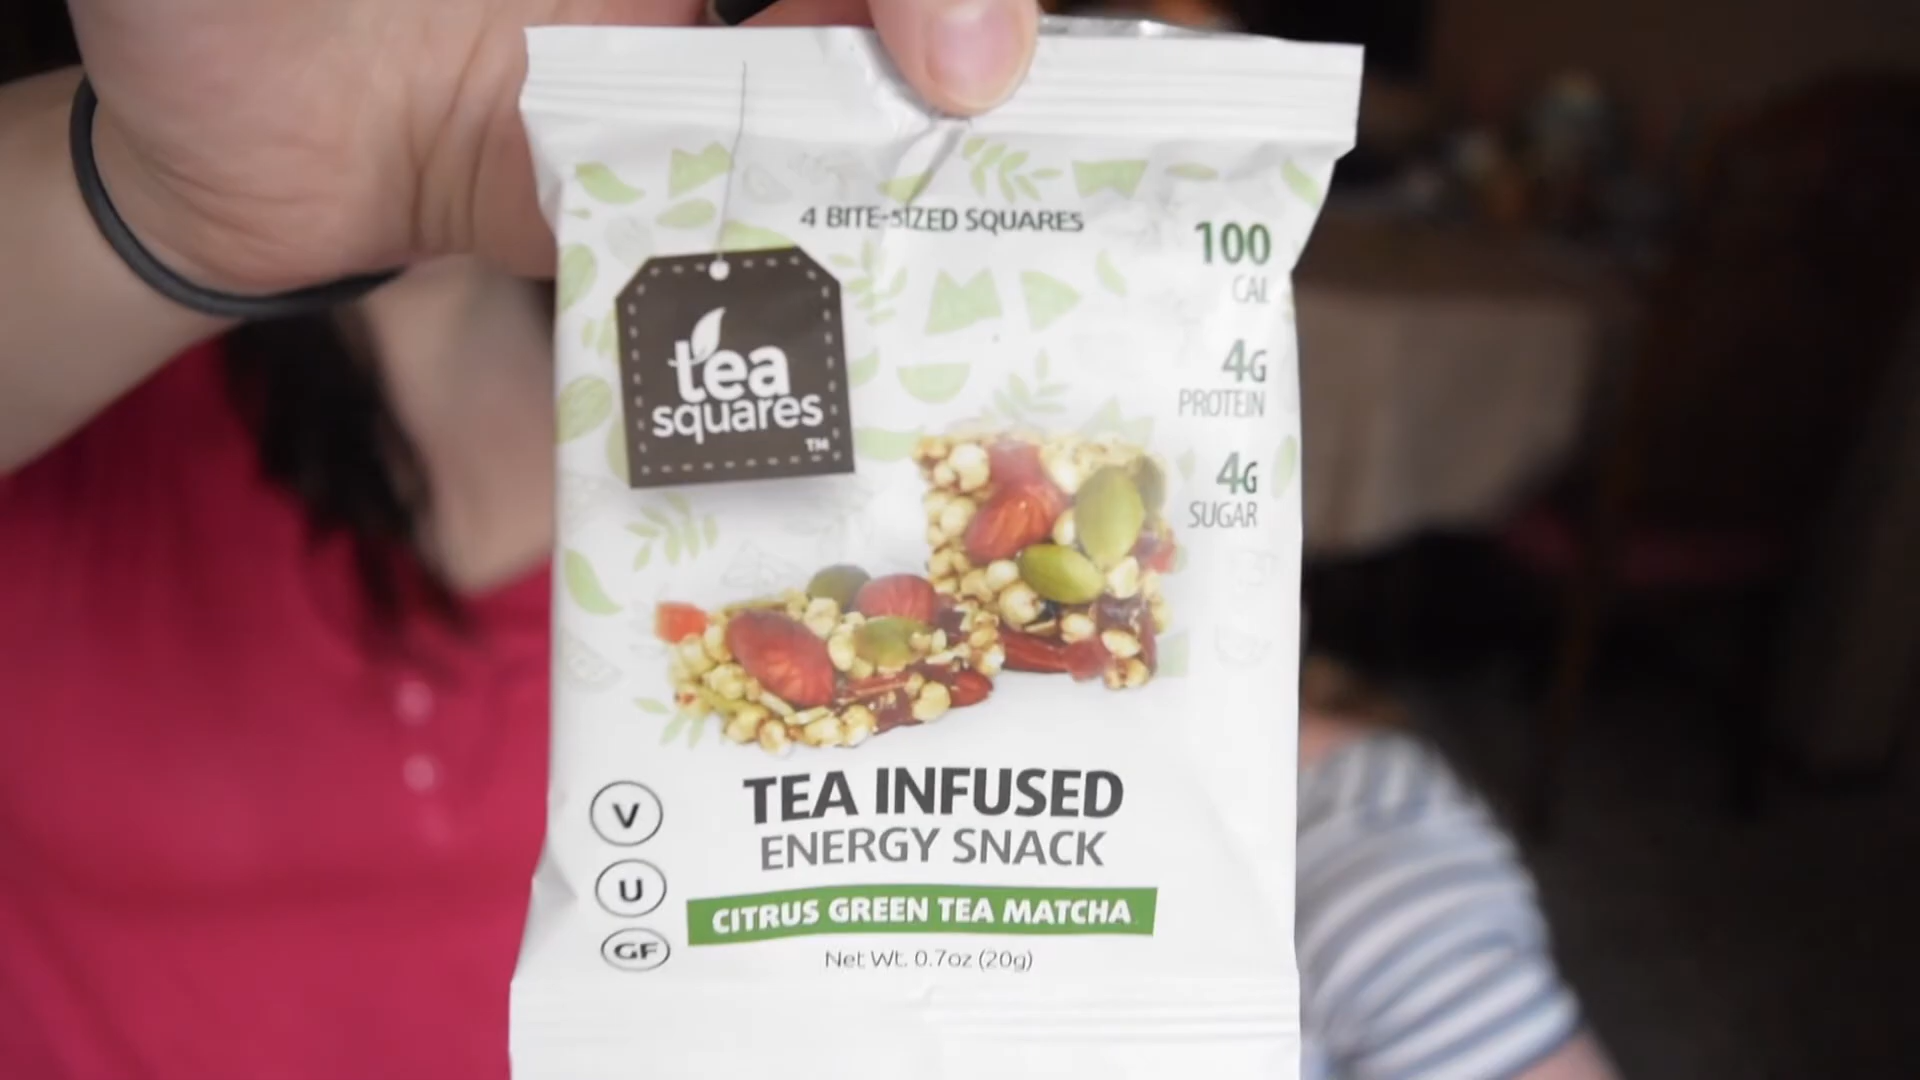 4 BITE-SIZED SQUARES
tea
squares
TM
100
CAL
4G
PROTEIN
4G
SUGAR
TEA INFUSED
ENERGY SNACK
CITRUS GREEN TEA MATCHA
Net Wt. 0.7oz (20g)
V
U
GF